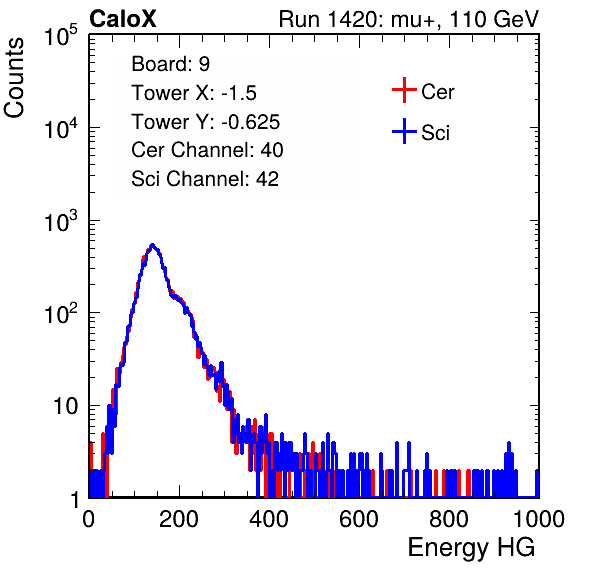 CaloX Run 1420: mu+, 110 GeV
Counts
10^5
10^4
10^3
10^2
10
1
Board: 9
Tower X: -1.5
Tower Y: -0.625
Cer Channel: 40
Sci Channel: 42
Cer
Sci
0 200 400 600 800 1000
Energy HG